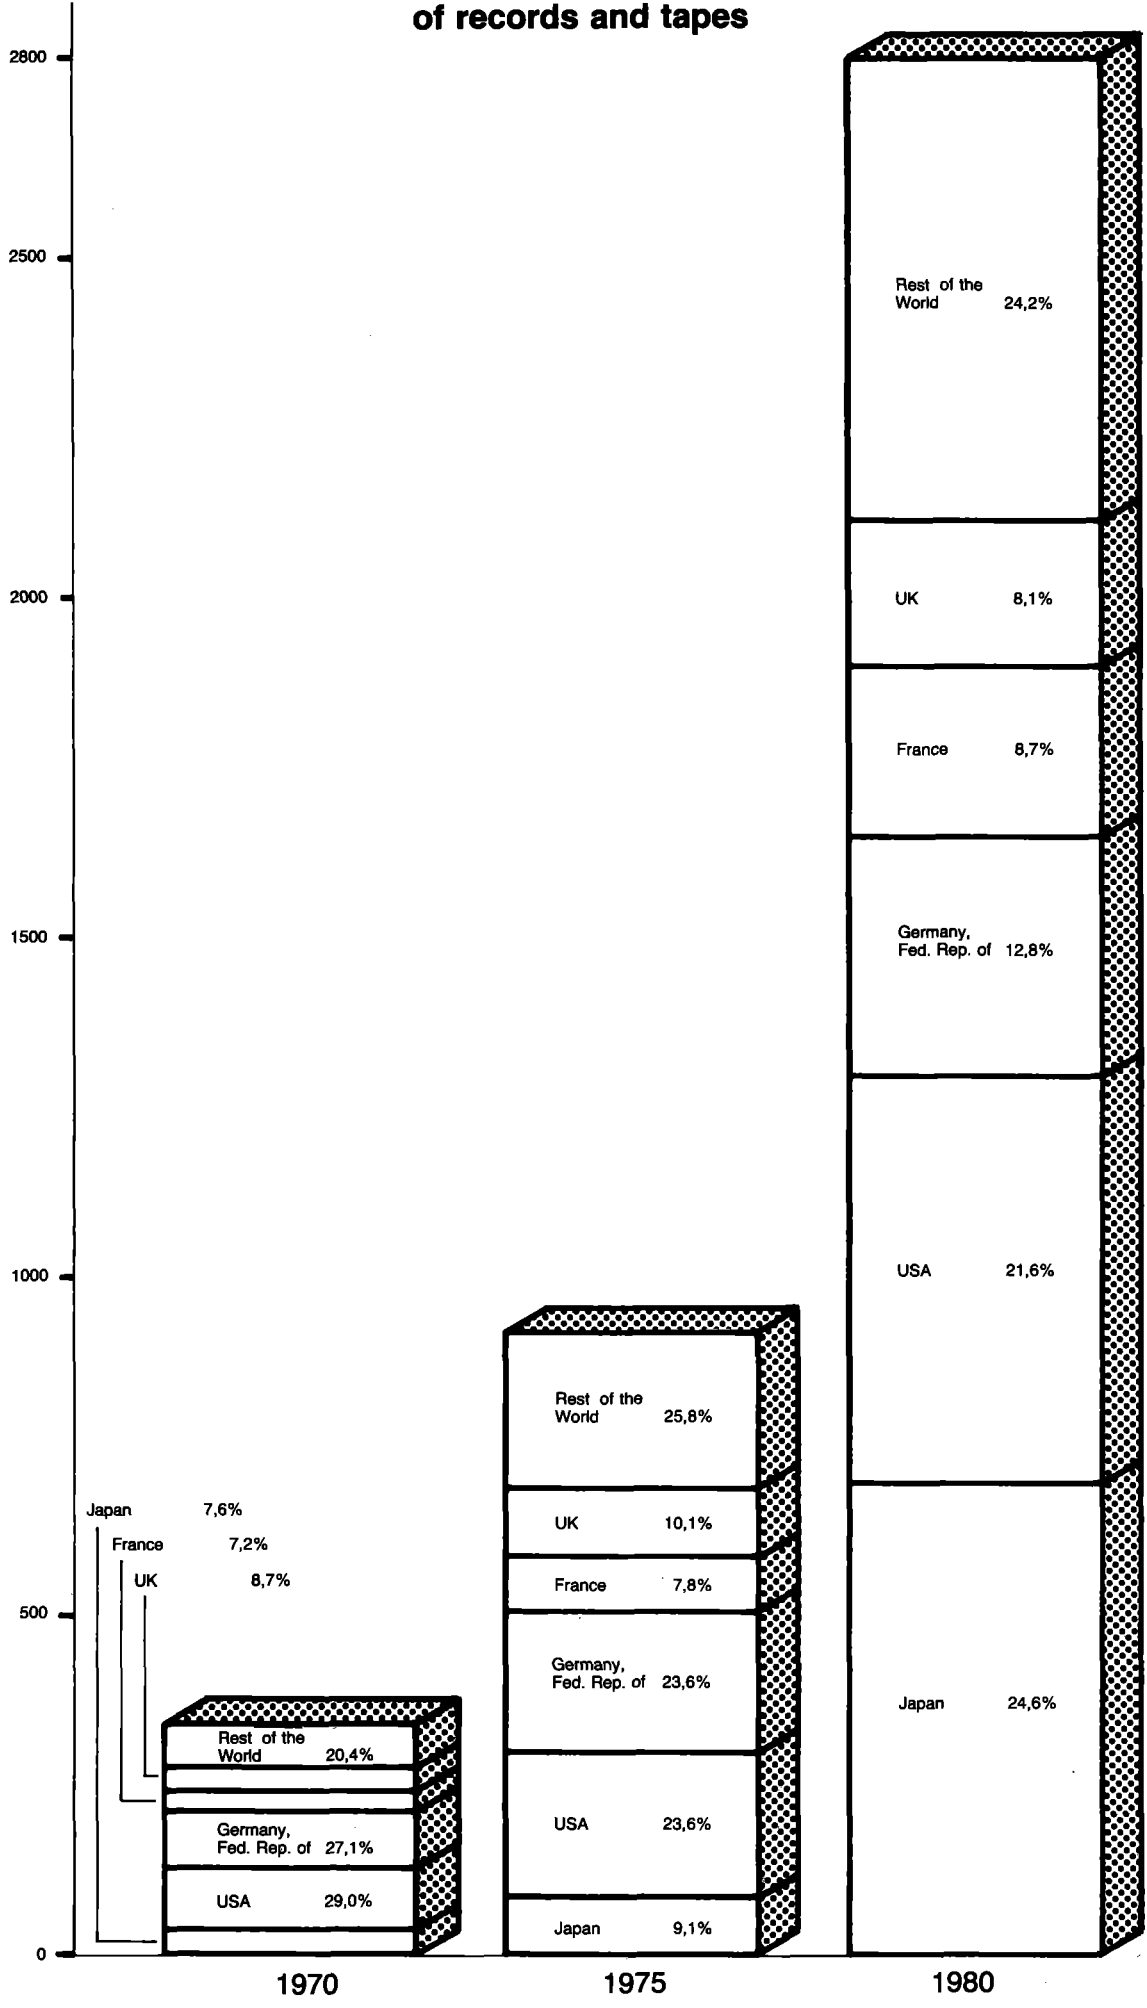 of records and tapes
2800
2500
2000
1500
1000
500
0
Japan 7,6%
France 7,2%
UK 8,7%
Rest of the
World 20,4%
Germany,
Fed. Rep. of 27,1%
USA 29,0%
1970
Rest of the
World 25,8%
UK 10,1%
France 7,8%
Germany,
Fed. Rep. of 23,6%
USA 23,6%
Japan 9,1%
1975
Rest of the
World 24,2%
UK 8,1%
France 8,7%
Germany,
Fed. Rep. of 12,8%
USA 21,6%
Japan 24,6%
1980